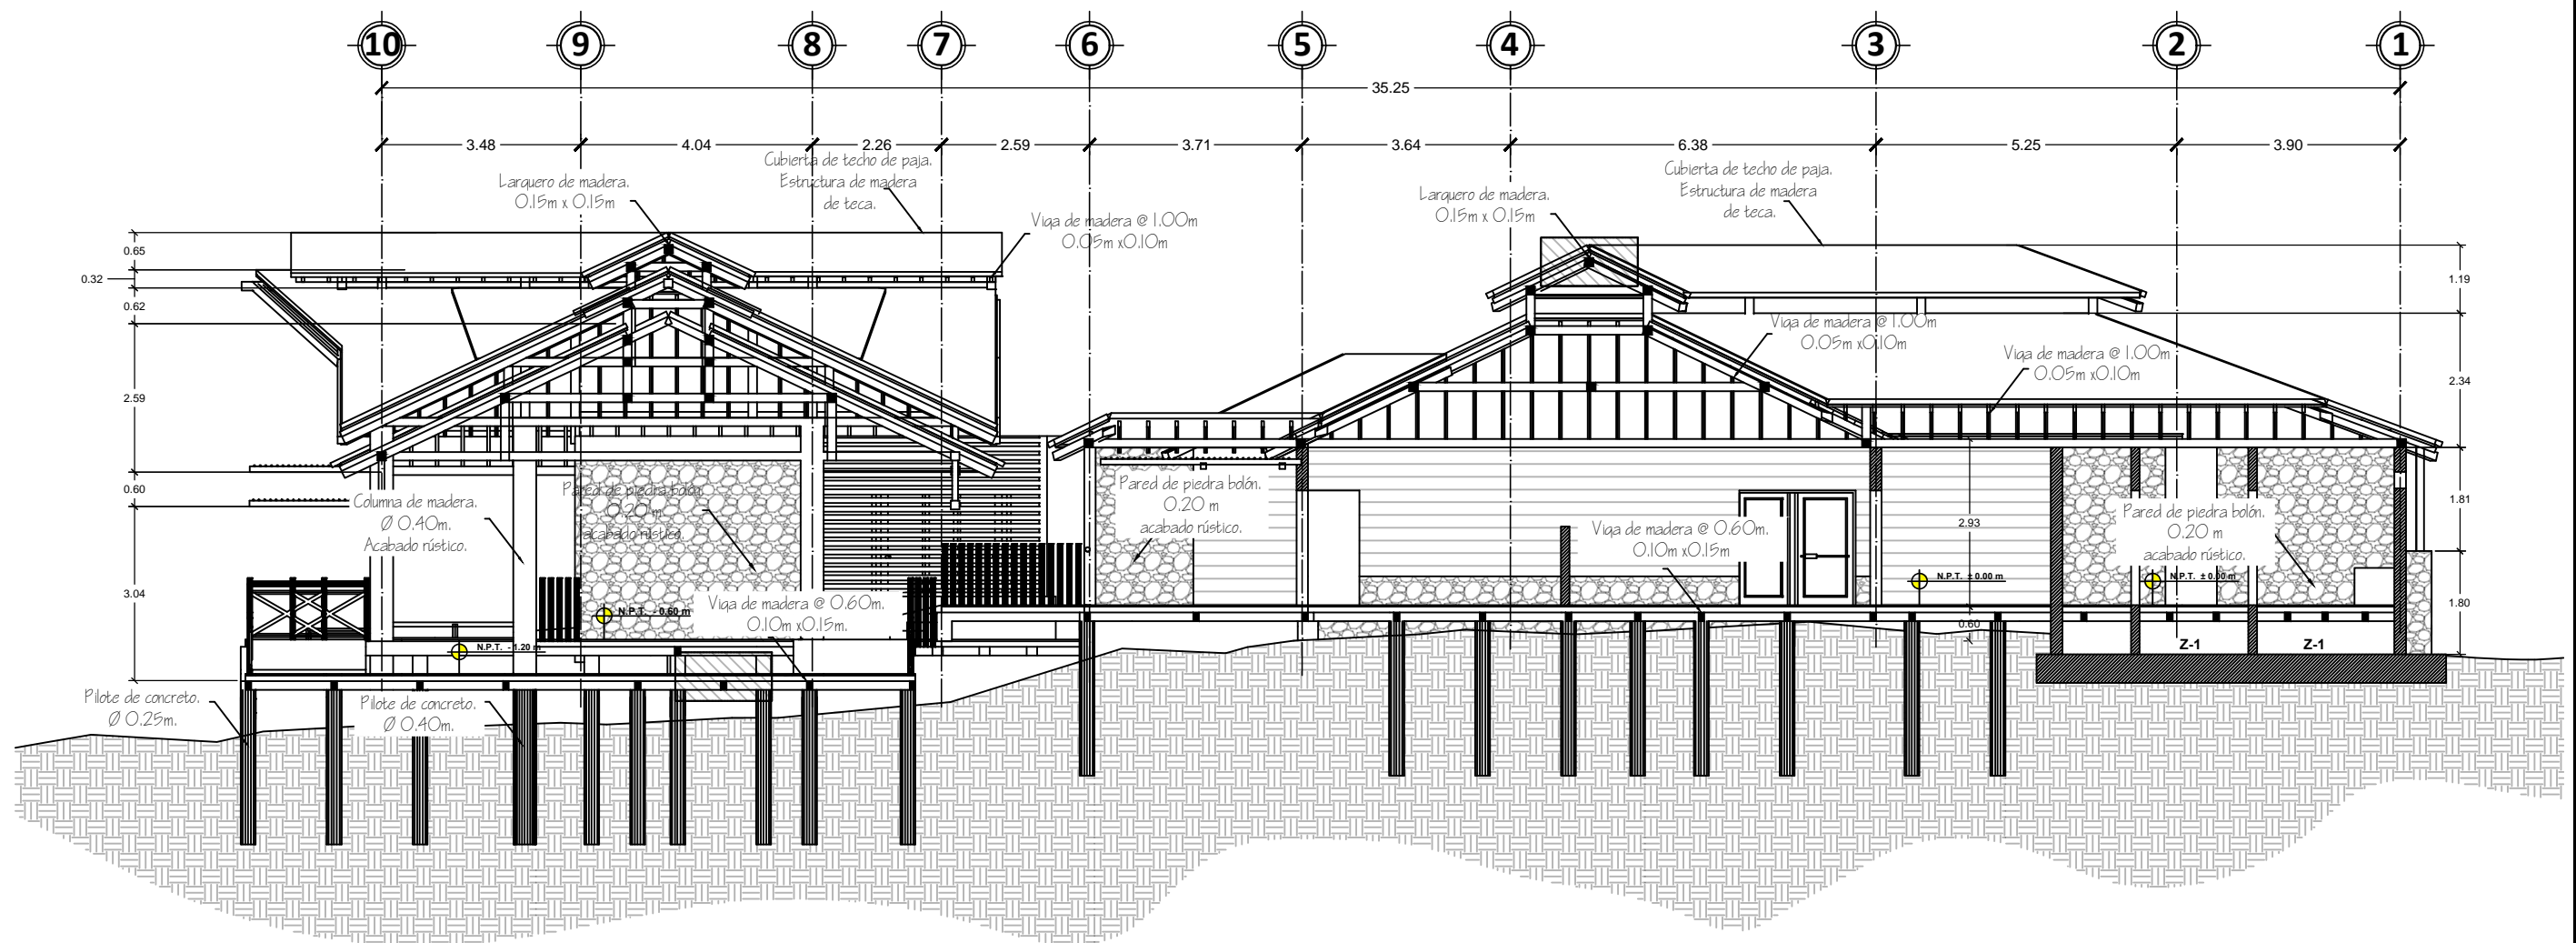 10 9 8 7 6 5 4 3 2 1
35.25
3.48 4.04 2.26 2.59 3.71 3.64 6.38 5.25 3.90
Larquero de madera.
0.15m x 0.15m
Cubierta de techo de paja.
Estructura de madera
de teca.
Viga de madera @ 1.00m
0.05m x0.10m
Larquero de madera.
0.15m x 0.15m
Cubierta de techo de paja.
Estructura de madera
de teca.
Viga de madera @ 1.00m
0.05m x0.10m
Viga de madera @ 1.00m
0.05m x0.10m
0.65
0.32
0.62
2.59
0.60
3.04
1.19
2.34
1.81
1.80
Columna de madera.
Ø 0.40m.
Acabado rústico.
Pared de piedra bolón.
0.20 m
acabado rústico.
Pared de piedra bolón.
0.20 m
acabado rústico.
Viga de madera @ 0.60m.
0.10m x0.15m
2.93
Pared de piedra bolón.
0.20 m
acabado rústico.
N.P.T. ± 0.00 m
N.P.T. ± 0.00 m
N.P.T. - 0.60 m
Viga de madera @ 0.60m.
0.10m x0.15m.
0.60
N.P.T. - 1.20 m
Z-1
Z-1
Pilote de concreto.
Ø 0.25m.
Pilote de concreto.
Ø 0.40m.